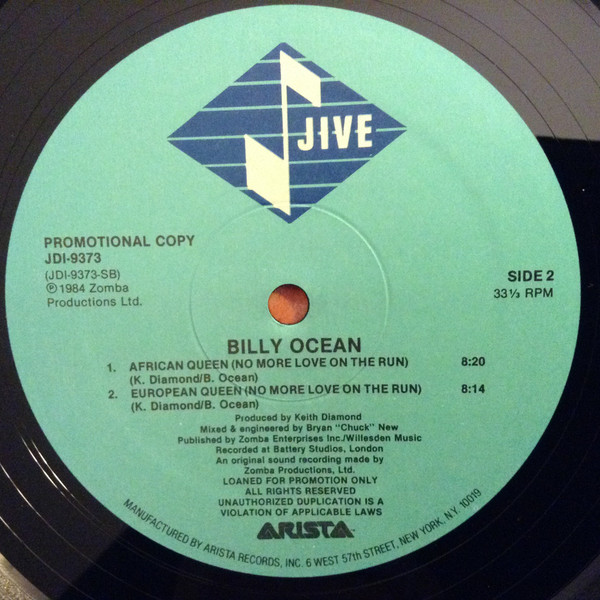 JIVE
PROMOTIONAL COPY
JDI-9373
(JDI-9373-SB)
℗1984 Zomba
Productions Ltd.
SIDE 2
33⅓ RPM
BILLY OCEAN
1. AFRICAN QUEEN (NO MORE LOVE ON THE RUN) 8:20
(K. Diamond/B. Ocean)
2. EUROPEAN QUEEN (NO MORE LOVE ON THE RUN) 8:14
(K. Diamond/B. Ocean)
Produced by Keith Diamond
Mixed & engineered by Bryan "Chuck" New
Published by Zomba Enterprises Inc./Willesden Music
Recorded at Battery Studios, London
An original sound recording made by
Zomba Productions, Ltd.
LOANED FOR PROMOTION ONLY
ALL RIGHTS RESERVED
UNAUTHORIZED DUPLICATION IS A
VIOLATION OF APPLICABLE LAWS
ARISTA
MANUFACTURED BY ARISTA RECORDS, INC. 6 WEST 57th STREET, NEW YORK, N.Y. 10019